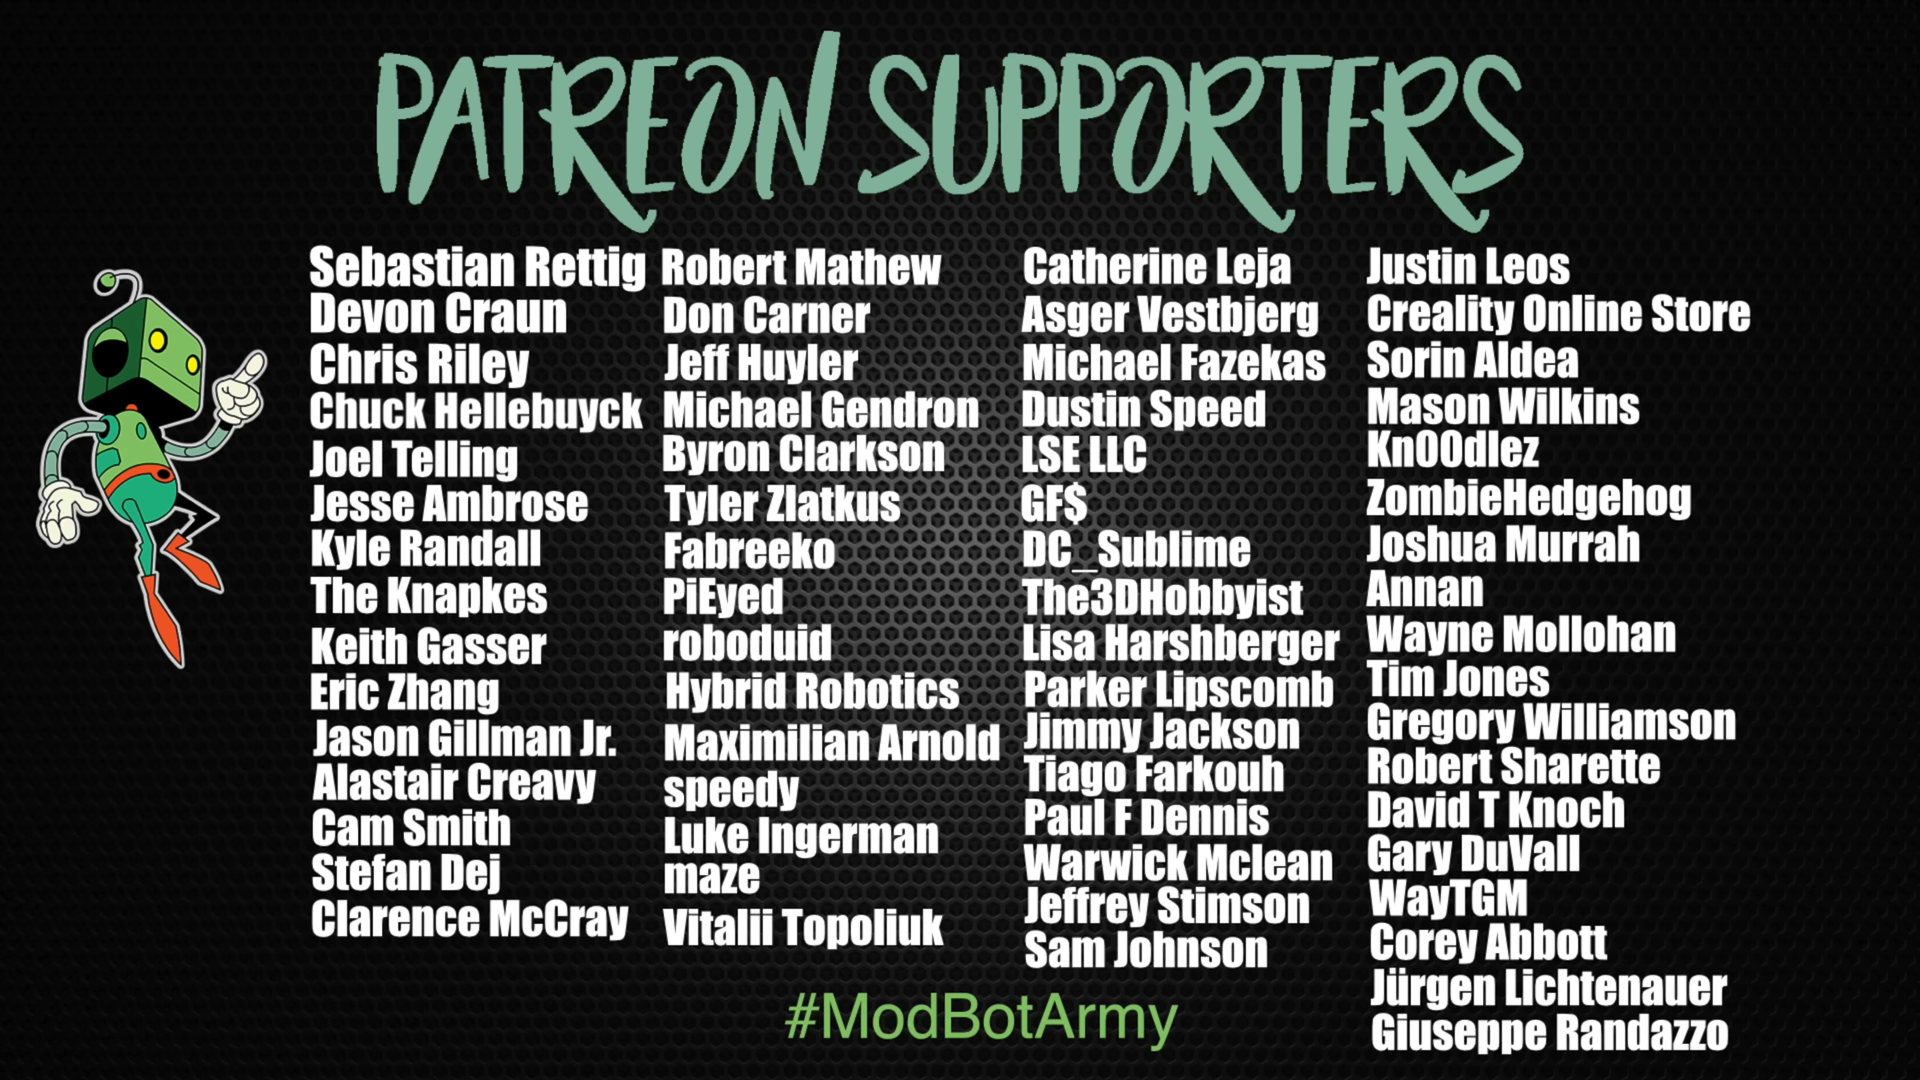 PATREON SUPPORTERS
Sebastian Rettig
Devon Craun
Chris Riley
Chuck Hellebuyck
Joel Telling
Jesse Ambrose
Kyle Randall
The Knapkes
Keith Gasser
Eric Zhang
Jason Gillman Jr.
Alastair Creavy
Cam Smith
Stefan Dej
Clarence McCray
Robert Mathew
Don Carner
Jeff Huyler
Michael Gendron
Byron Clarkson
Tyler Zlatkus
Fabreeko
PiEyed
roboduid
Hybrid Robotics
Maximilian Arnold
speedy
Luke Ingerman
maze
Vitalii Topoliuk
Catherine Leja
Asger Vestbjerg
Michael Fazekas
Dustin Speed
LSE LLC
GF$
DC_Sublime
The3DHobbyist
Lisa Harshberger
Parker Lipscomb
Jimmy Jackson
Tiago Farkouh
Paul F Dennis
Warwick Mclean
Jeffrey Stimson
Sam Johnson
Justin Leos
Creality Online Store
Sorin Aldea
Mason Wilkins
Kn00dlez
ZombieHedgehog
Joshua Murrah
Annan
Wayne Mollohan
Tim Jones
Gregory Williamson
Robert Sharette
David T Knoch
Gary DuVall
WayTGM
Corey Abbott
Jürgen Lichtenauer
Giuseppe Randazzo
#ModBotArmy